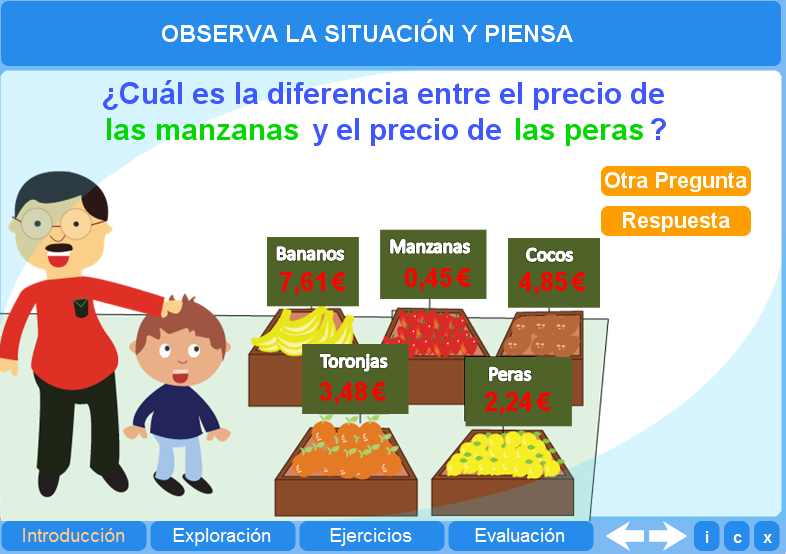 OBSERVA LA SITUACIÓN Y PIENSA
¿Cuál es la diferencia entre el precio de
las manzanas y el precio de las peras ?
Otra Pregunta
Respuesta
Bananos
7,61 €
Manzanas
0,45 €
Cocos
4,85 €
Toronjas
3,48 €
Peras
2,24 €
Introducción Exploración Ejercicios Evaluación i c x